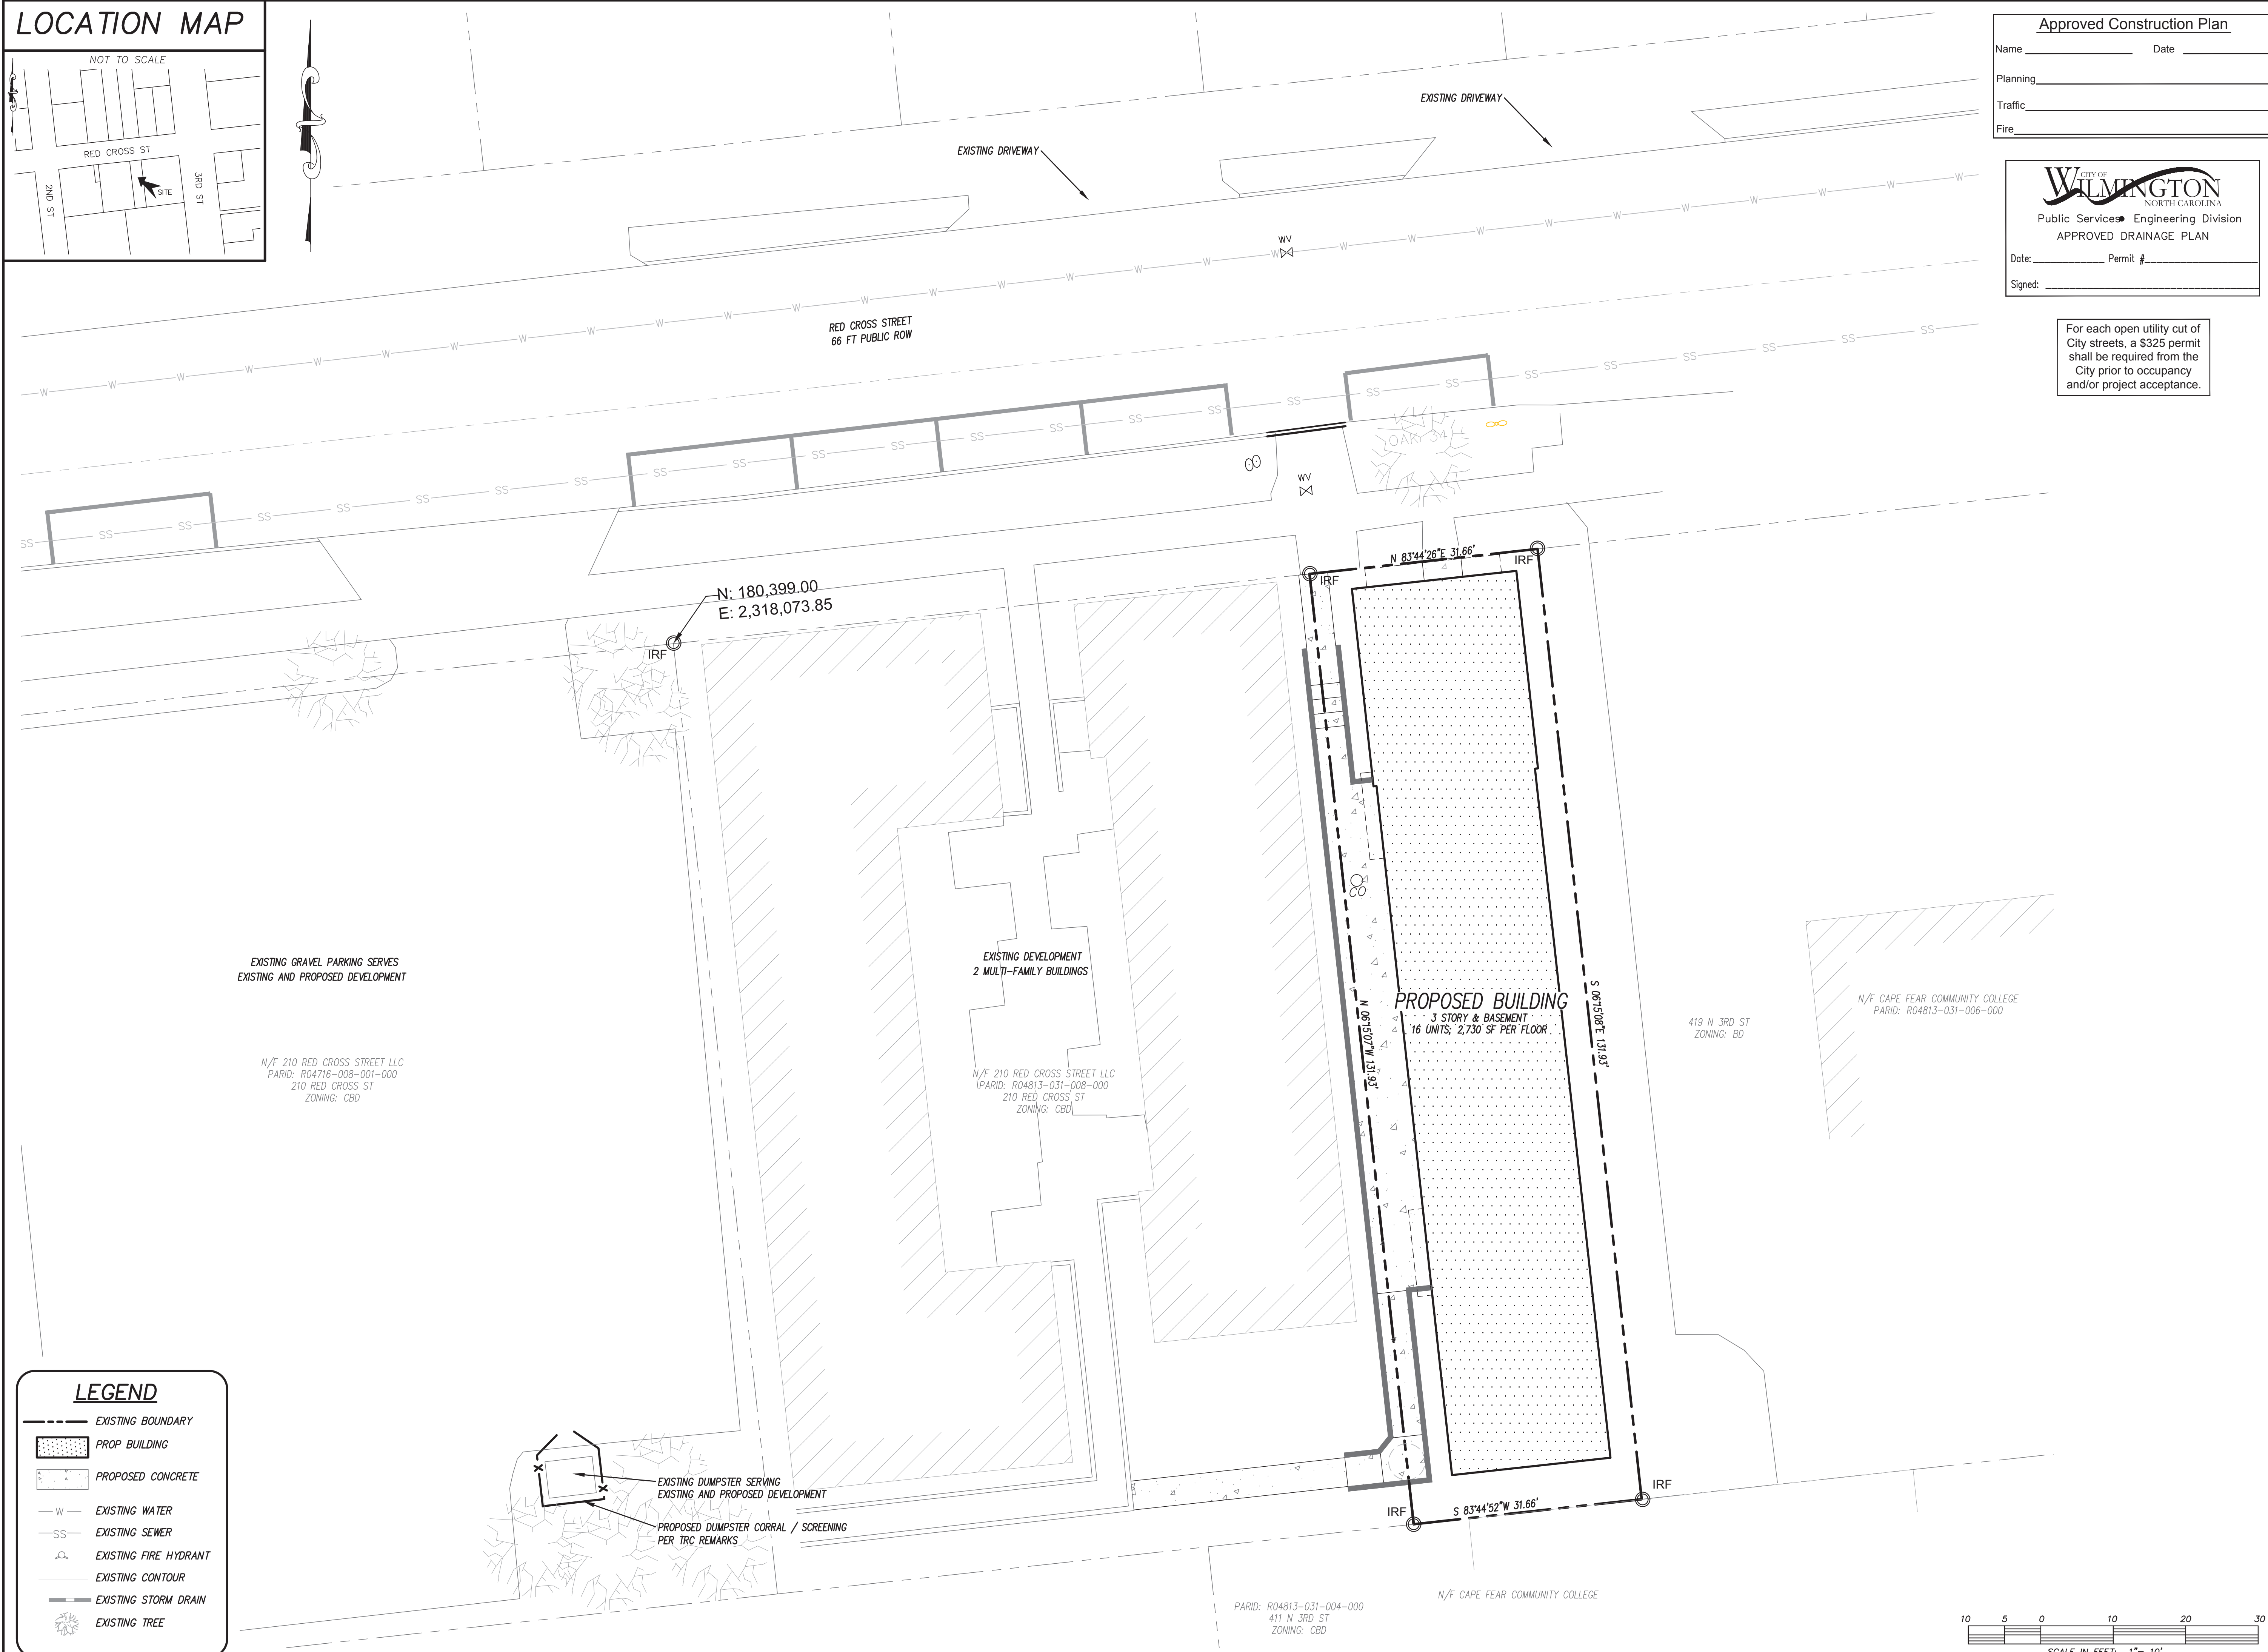 LOCATION MAP
NOT TO SCALE
RED CROSS ST
2ND ST
3RD ST
SITE
Approved Construction Plan
Name Date
Planning
Traffic
Fire
CITY OF
WILMINGTON
NORTH CAROLINA
Public Services Engineering Division
APPROVED DRAINAGE PLAN
Date: Permit #
Signed:
For each open utility cut of
City streets, a $325 permit
shall be required from the
City prior to occupancy
and/or project acceptance.
EXISTING DRIVEWAY
EXISTING DRIVEWAY
WV
RED CROSS STREET
66 FT PUBLIC ROW
OAK 34
WV
N: 180,399.00
E: 2,318,073.85
IRF
N 83°44'26"E 31.66'
IRF
IRF
EXISTING GRAVEL PARKING SERVES
EXISTING AND PROPOSED DEVELOPMENT
N/F 210 RED CROSS STREET LLC
PARID: R04716-008-001-000
210 RED CROSS ST
ZONING: CBD
EXISTING DEVELOPMENT
2 MULTI-FAMILY BUILDINGS
N/F 210 RED CROSS STREET LLC
PARID: R04813-031-008-000
210 RED CROSS ST
ZONING: CBD
CO
N 06°15'07"W 131.93'
PROPOSED BUILDING
3 STORY & BASEMENT
16 UNITS; 2,730 SF PER FLOOR
S 06°15'08"E 131.93'
419 N 3RD ST
ZONING: BD
N/F CAPE FEAR COMMUNITY COLLEGE
PARID: R04813-031-006-000
EXISTING DUMPSTER SERVING
EXISTING AND PROPOSED DEVELOPMENT
PROPOSED DUMPSTER CORRAL / SCREENING
PER TRC REMARKS
IRF
S 83°44'52"W 31.66'
IRF
N/F CAPE FEAR COMMUNITY COLLEGE
PARID: R04813-031-004-000
411 N 3RD ST
ZONING: CBD
LEGEND
EXISTING BOUNDARY
PROP BUILDING
PROPOSED CONCRETE
W EXISTING WATER
SS EXISTING SEWER
EXISTING FIRE HYDRANT
EXISTING CONTOUR
EXISTING STORM DRAIN
EXISTING TREE
10 5 0 10 20 30
SCALE IN FEET: 1"= 10'